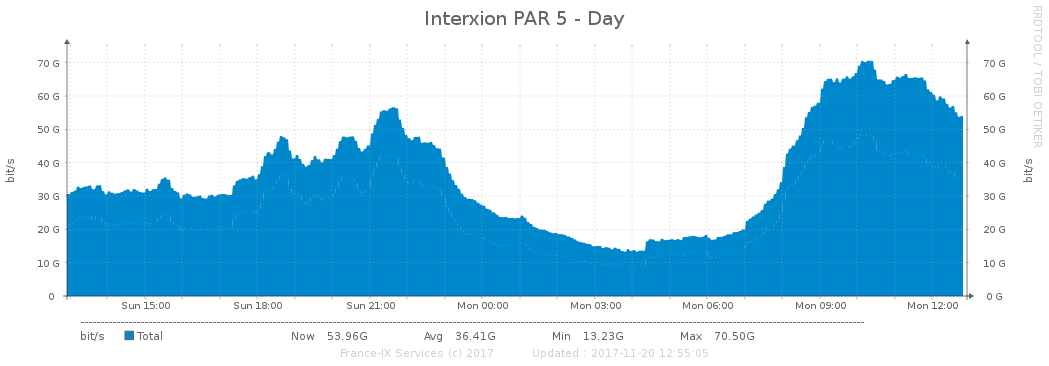 Interxion PAR 5 - Day
RRDTOOL / TOBI OETIKER
bit/s
bit/s
70 G 70 G
60 G 60 G
50 G 50 G
40 G 40 G
30 G 30 G
20 G 20 G
10 G 10 G
0 0 G
Sun 15:00 Sun 18:00 Sun 21:00 Mon 00:00 Mon 03:00 Mon 06:00 Mon 09:00 Mon 12:00
bit/s Total Now 53.96G Avg 36.41G Min 13.23G Max 70.50G
France-IX Services (c) 2017 Updated : 2017-11-20 12:55:05